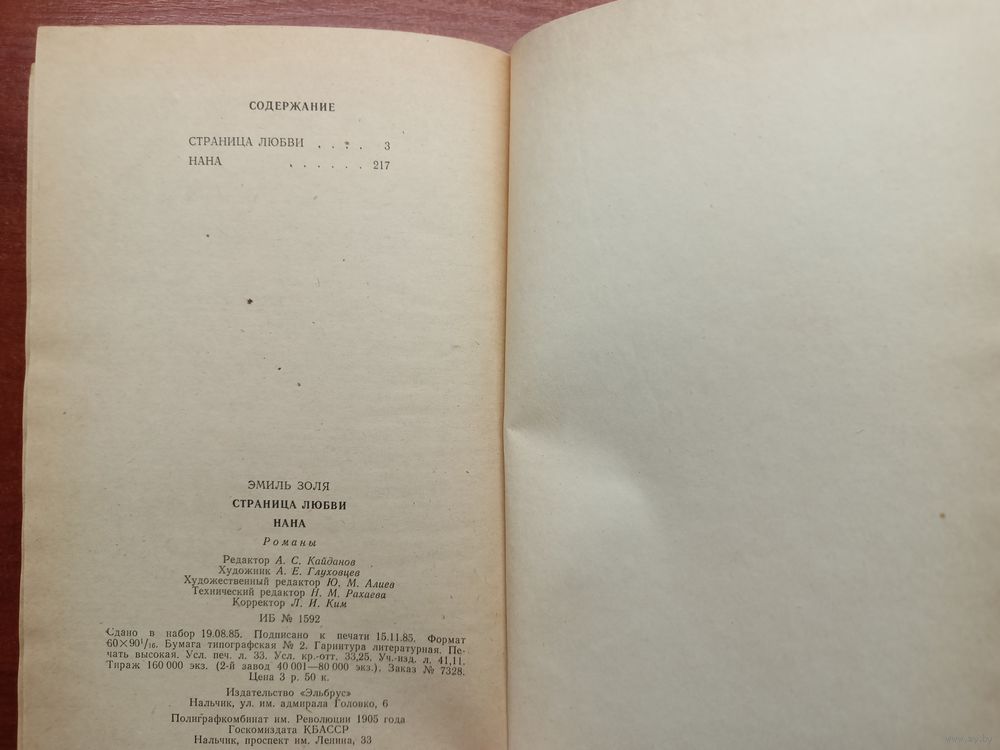 СОДЕРЖАНИЕ
СТРАНИЦА ЛЮБВИ . . . . 3
НАНА . . . . . . 217
ЭМИЛЬ ЗОЛЯ
СТРАНИЦА ЛЮБВИ
НАНА
Романы
Редактор А. С. Кайданов
Художник А. Е. Глуховцев
Художественный редактор Ю. М. Алиев
Технический редактор Н. М. Рахаева
Корректор Л. И. Ким
ИБ № 1592
Сдано в набор 19.08.85. Подписано к печати 15.11.85. Формат
60×90¹/₁₆. Бумага типографская № 2. Гарнитура литературная. Пе-
чать высокая. Усл. печ. л. 33. Усл. кр.-отт. 33,25. Уч.-изд. л. 41,11.
Тираж 160 000 экз. (2-й завод 40 001—80 000 экз.). Заказ № 7328.
Цена 3 р. 50 к.
Издательство «Эльбрус»
Нальчик, ул. им. адмирала Головко, 6
Полиграфкомбинат им. Революции 1905 года
Госкомиздата КБАССР
Нальчик, проспект им. Ленина, 33
www.ay.by